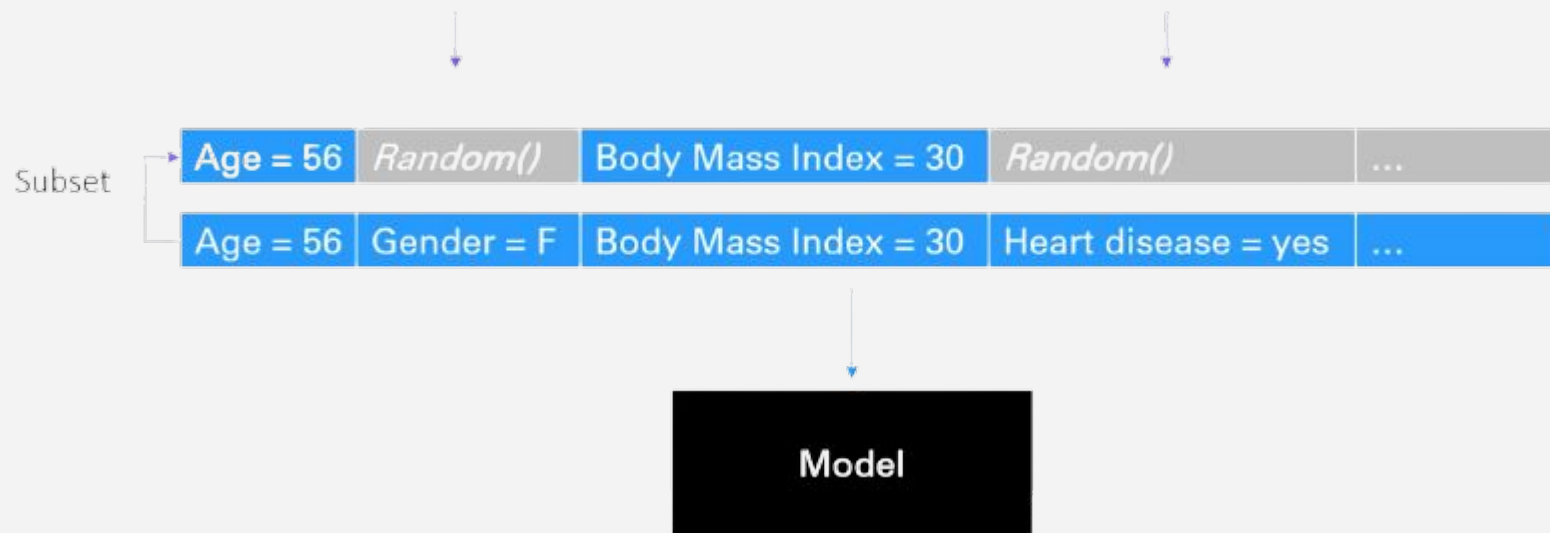 Age = 56 Random() Body Mass Index = 30 Random() ...
Subset
Age = 56 Gender = F Body Mass Index = 30 Heart disease = yes ...
Model